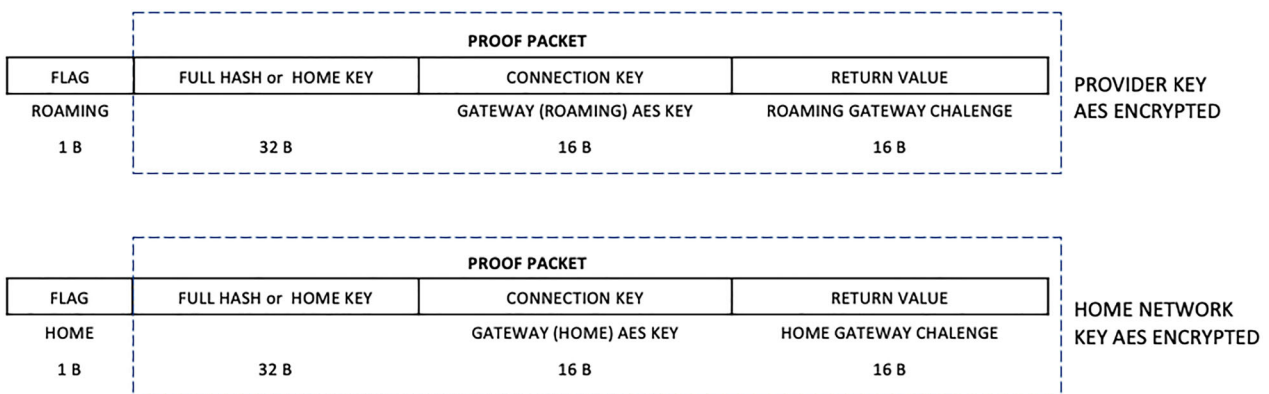 PROOF PACKET
FLAG FULL HASH or HOME KEY CONNECTION KEY RETURN VALUE
ROAMING GATEWAY (ROAMING) AES KEY ROAMING GATEWAY CHALENGE
1 B 32 B 16 B 16 B
PROVIDER KEY
AES ENCRYPTED
PROOF PACKET
FLAG FULL HASH or HOME KEY CONNECTION KEY RETURN VALUE
HOME GATEWAY (HOME) AES KEY HOME GATEWAY CHALENGE
1 B 32 B 16 B 16 B
HOME NETWORK
KEY AES ENCRYPTED